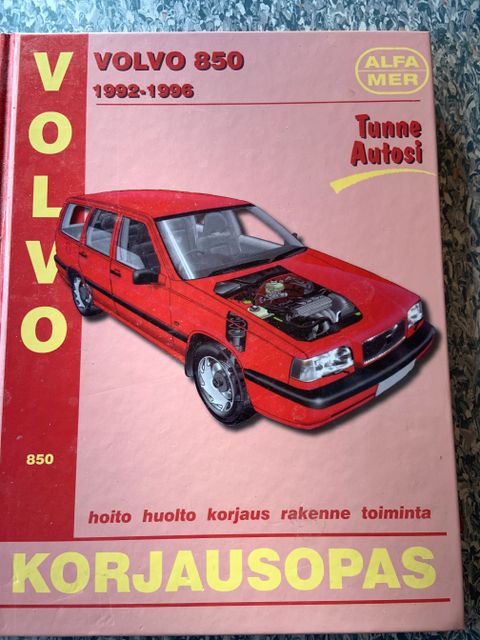 VOLVO
VOLVO 850
1992-1996
ALFA
MER
Tunne
Autosi
850
hoito huolto korjaus rakenne toiminta
KORJAUSOPAS